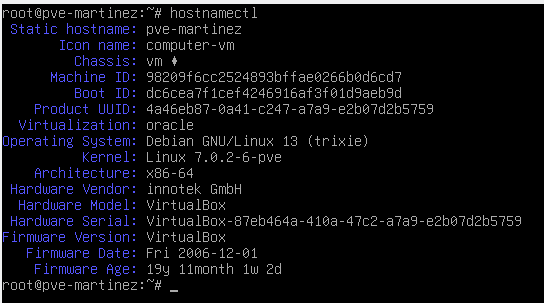 root@pve-martinez:~# hostnamectl
Static hostname: pve-martinez
Icon name: computer-vm
Chassis: vm ♦
Machine ID: 98209f6cc2524893bffae0266b0d6cd7
Boot ID: dc6cea7f1cef4246916af3f01d9aeb9d
Product UUID: 4a46eb87-0a41-c247-a7a9-e2b07d2b5759
Virtualization: oracle
Operating System: Debian GNU/Linux 13 (trixie)
Kernel: Linux 7.0.2-6-pve
Architecture: x86-64
Hardware Vendor: innotek GmbH
Hardware Model: VirtualBox
Hardware Serial: VirtualBox-87eb464a-410a-47c2-a7a9-e2b07d2b5759
Firmware Version: VirtualBox
Firmware Date: Fri 2006-12-01
Firmware Age: 19y 11month 1w 2d
root@pve-martinez:~# _